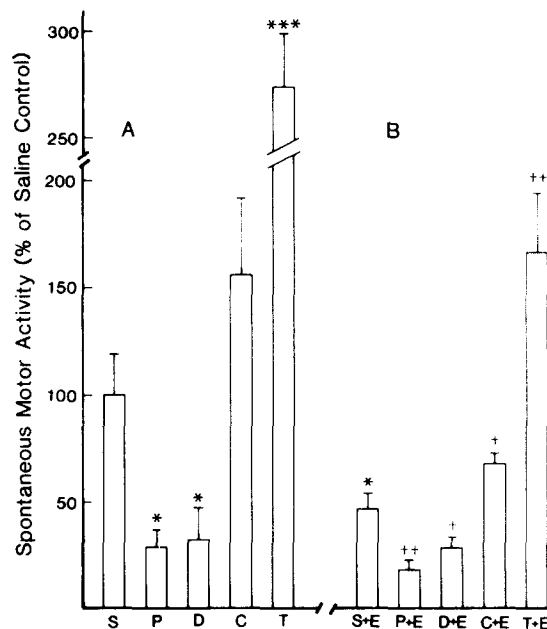 Spontaneous Motor Activity (% of Saline Control)
300
250
200
150
100
50
A
B
* * ***
* †† † † ††
S P D C T
S+E P+E D+E C+E T+E